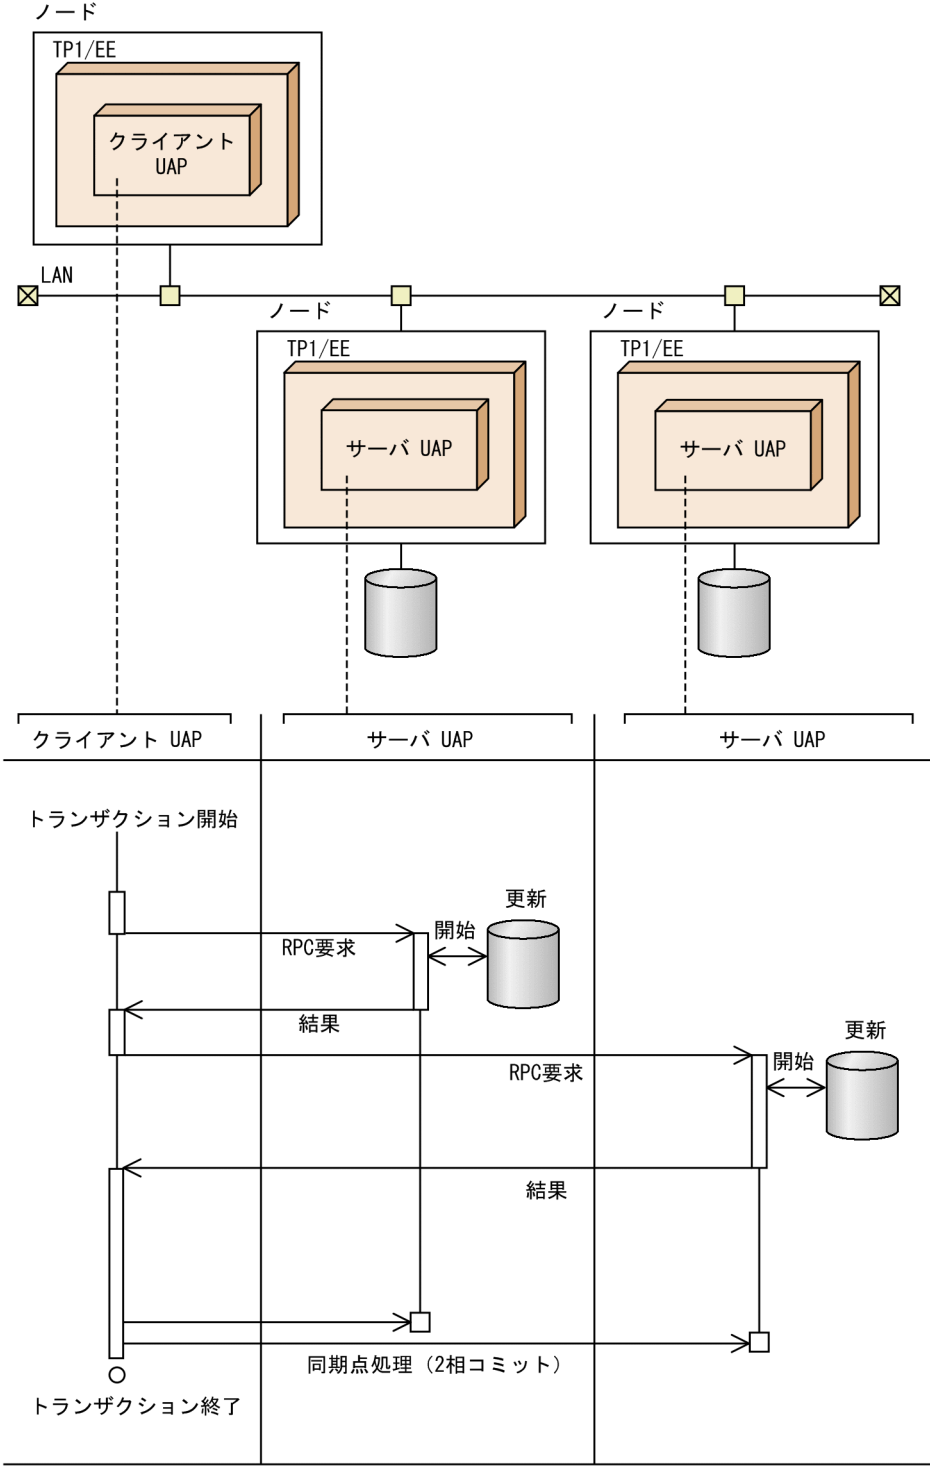 ノード
TP1/EE
クライアント
UAP
LAN
ノード
ノード
TP1/EE
TP1/EE
サーバ UAP
サーバ UAP
クライアント UAP
サーバ UAP
サーバ UAP
トランザクション開始
更新
開始
RPC要求
結果
更新
開始
RPC要求
結果
同期点処理（2相コミット）
トランザクション終了